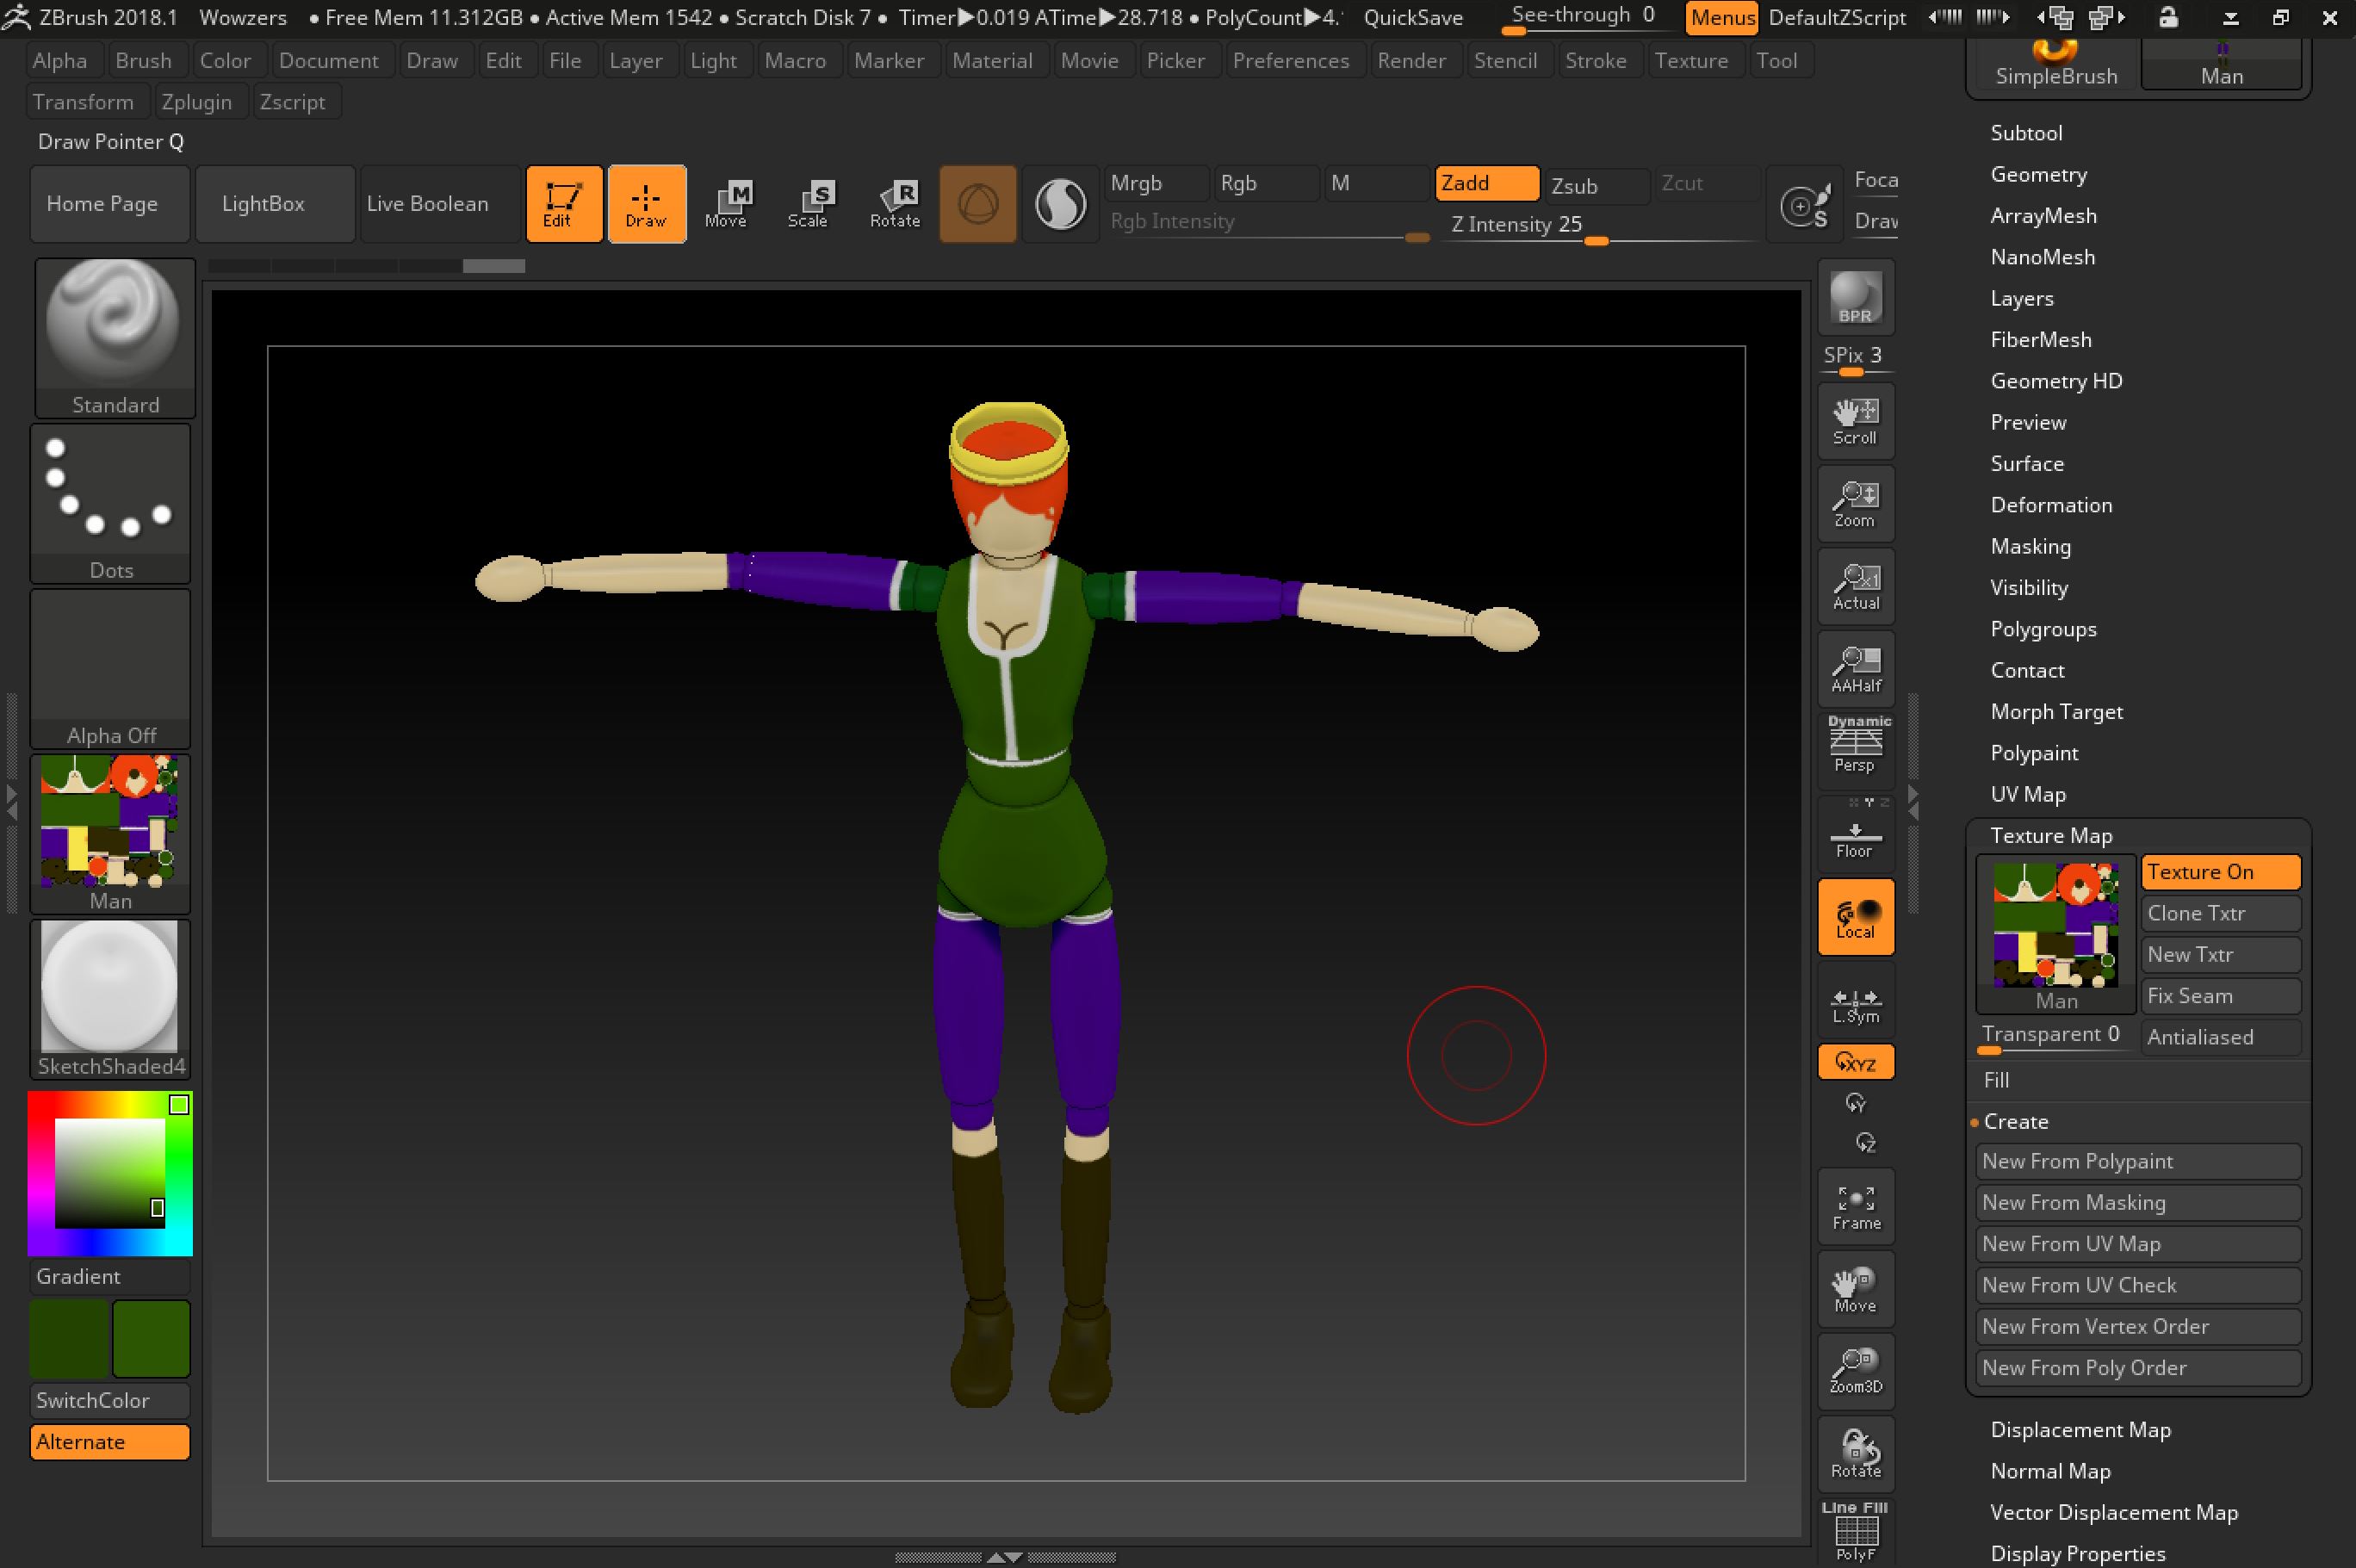 ZBrush 2018.1 Wowzers • Free Mem 11.312GB • Active Mem 1542 • Scratch Disk 7 • Timer▶0.019 ATime▶28.718 • PolyCount▶4. QuickSave See-through 0 Menus DefaultZScript
Alpha Brush Color Document Draw Edit File Layer Light Macro Marker Material Movie Picker Preferences Render Stencil Stroke Texture Tool
Transform Zplugin Zscript
Draw Pointer Q
Home Page LightBox Live Boolean Edit Draw Move Scale Rotate Mrgb Rgb M Zadd Zsub Zcut Foca
M S R S
Rgb Intensity Z Intensity 25 Draw
Standard
Dots
Alpha Off
Man
SketchShaded4
Gradient
SwitchColor
Alternate
BPR
SPix 3
Scroll
Zoom
x1
Actual
AAHalf
Dynamic
Persp
X Y Z
Floor
Local
L.Sym
XYZ
Y
Z
Frame
Move
Zoom3D
Rotate
Line Fill
PolyF
SimpleBrush Man
Subtool
Geometry
ArrayMesh
NanoMesh
Layers
FiberMesh
Geometry HD
Preview
Surface
Deformation
Masking
Visibility
Polygroups
Contact
Morph Target
Polypaint
UV Map
Texture Map
Texture On
Clone Txtr
New Txtr
Man Fix Seam
Transparent 0 Antialiased
Fill
Create
New From Polypaint
New From Masking
New From UV Map
New From UV Check
New From Vertex Order
New From Poly Order
Displacement Map
Normal Map
Vector Displacement Map
Display Properties